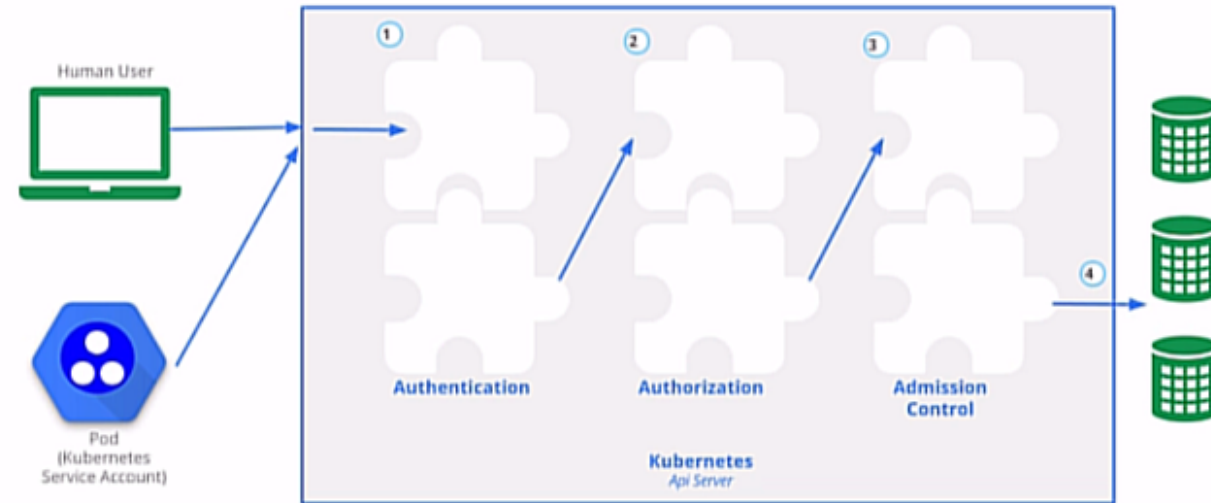 Human User
1
2
3
4
Authentication
Authorization
Admission
Control
Kubernetes
Api Server
Pod
(Kubernetes
Service Account)